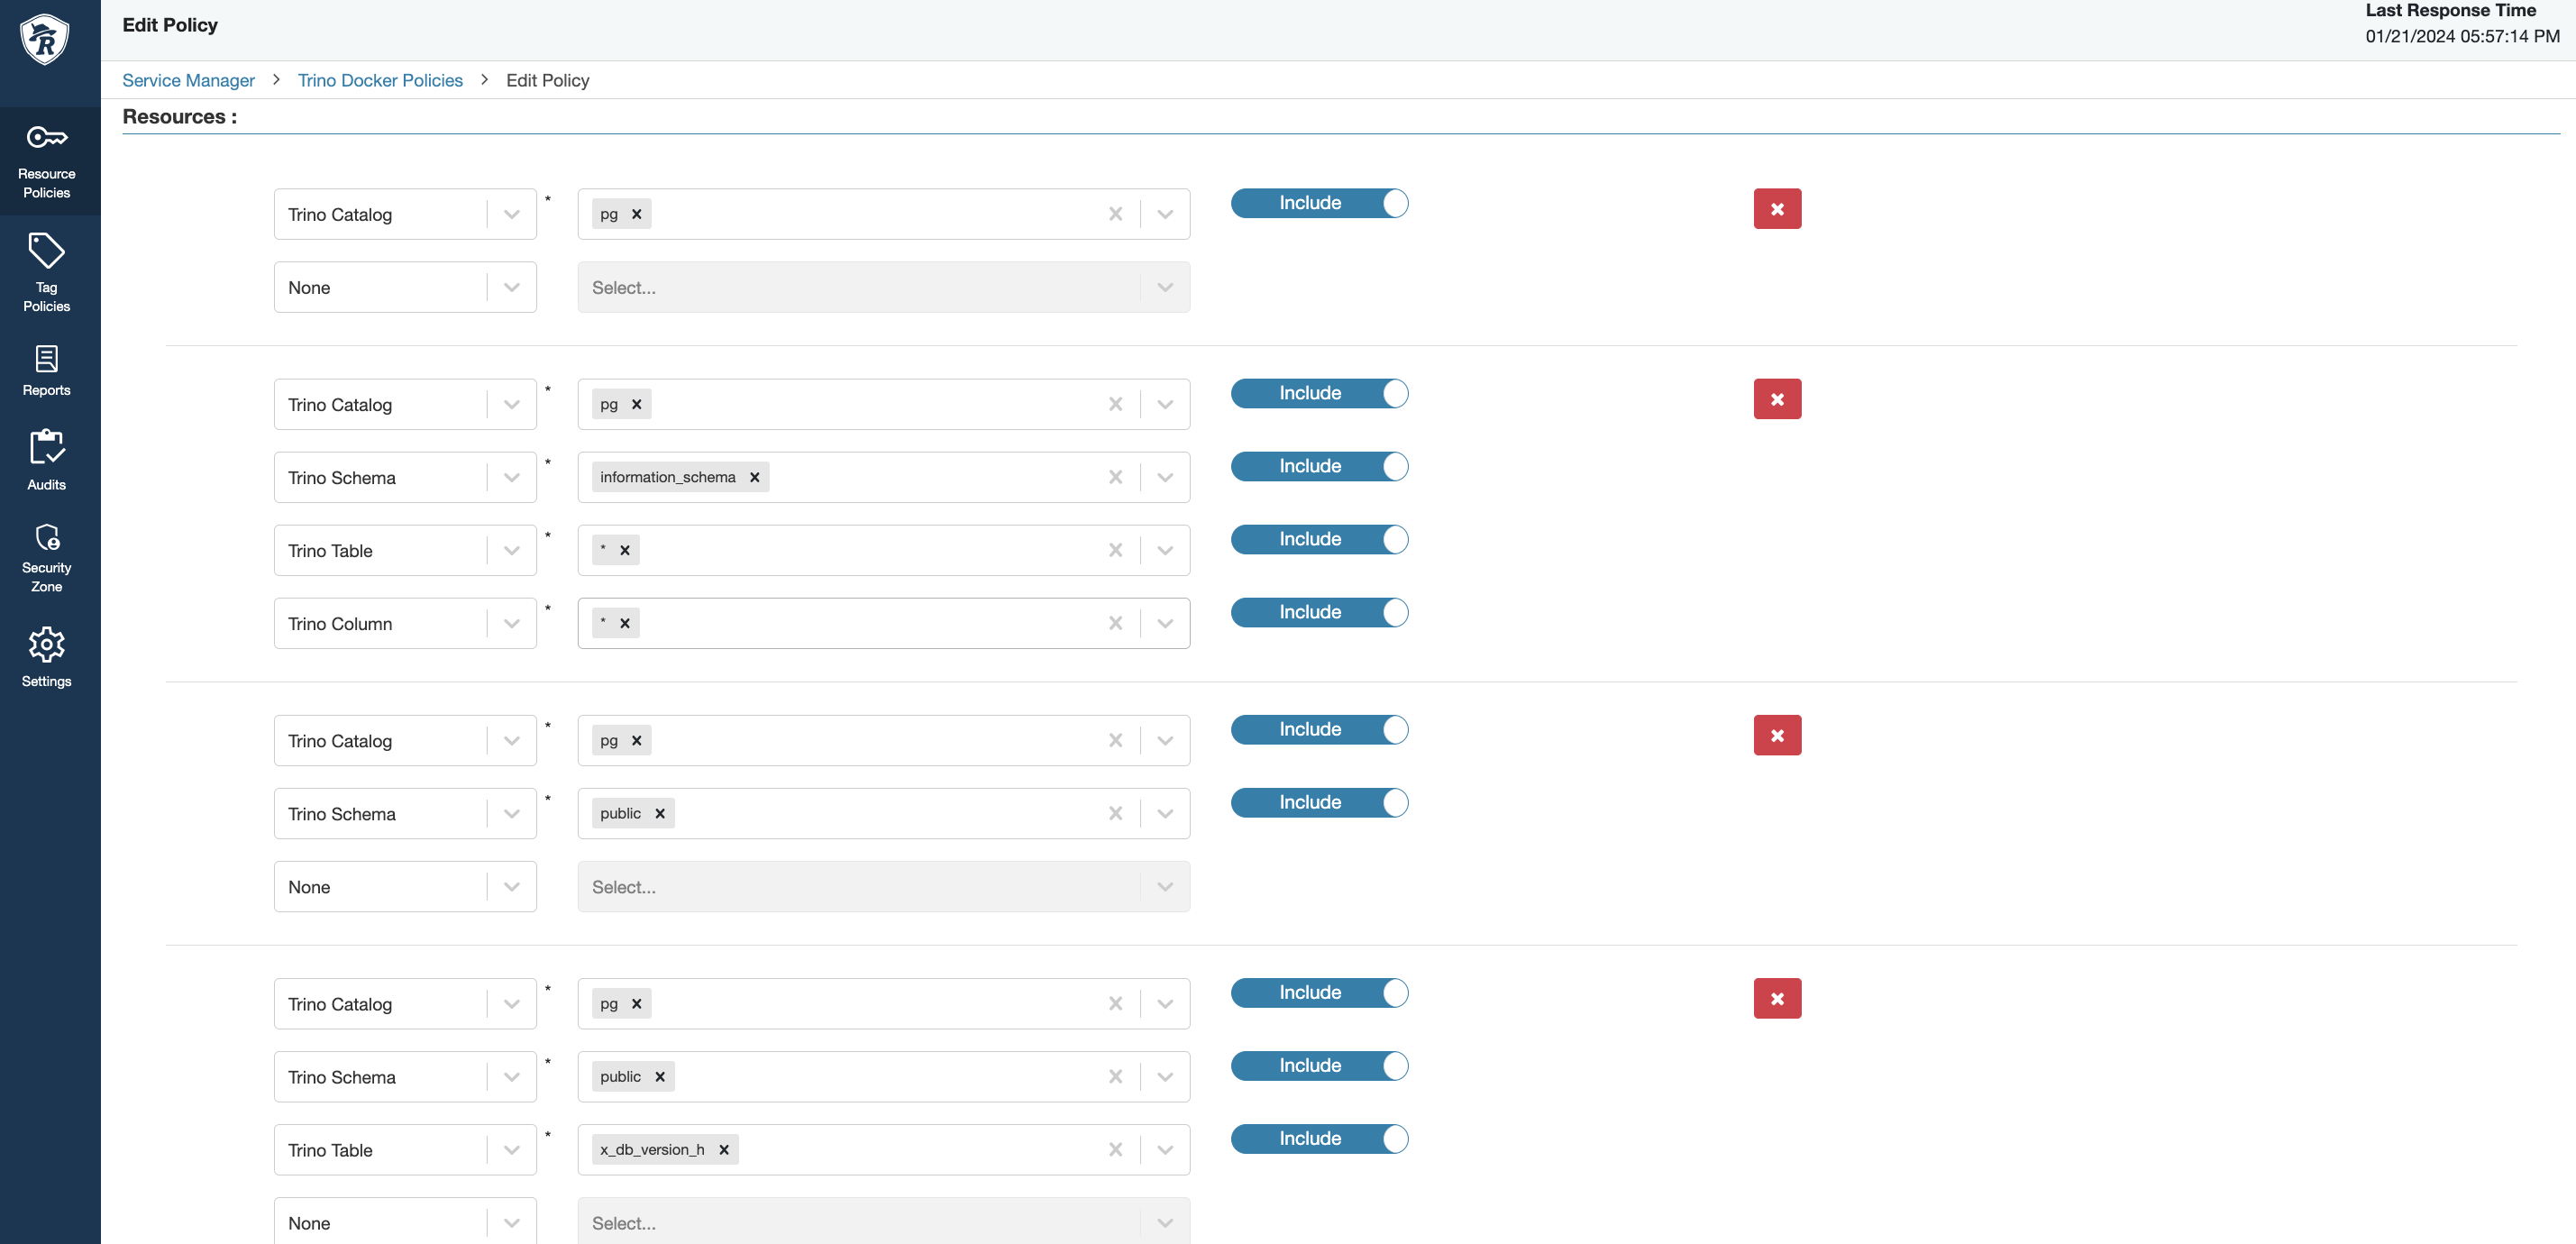 Edit Policy
Last Response Time
01/21/2024 05:57:14 PM
Service Manager > Trino Docker Policies > Edit Policy
Resources :
Resource
Policies
Tag
Policies
Reports
Audits
Security
Zone
Settings
Trino Catalog * pg Include
None Select...
Trino Catalog * pg Include
Trino Schema * information_schema Include
Trino Table * * Include
Trino Column * * Include
Trino Catalog * pg Include
Trino Schema * public Include
None Select...
Trino Catalog * pg Include
Trino Schema * public Include
Trino Table * x_db_version_h Include
None Select...